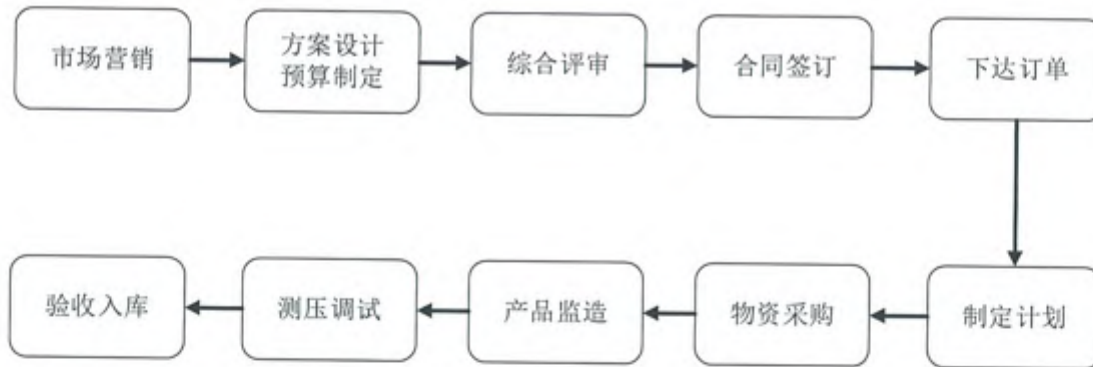 市场营销
方案设计
预算制定
综合评审
合同签订
下达订单
制定计划
物资采购
产品监造
测压调试
验收入库